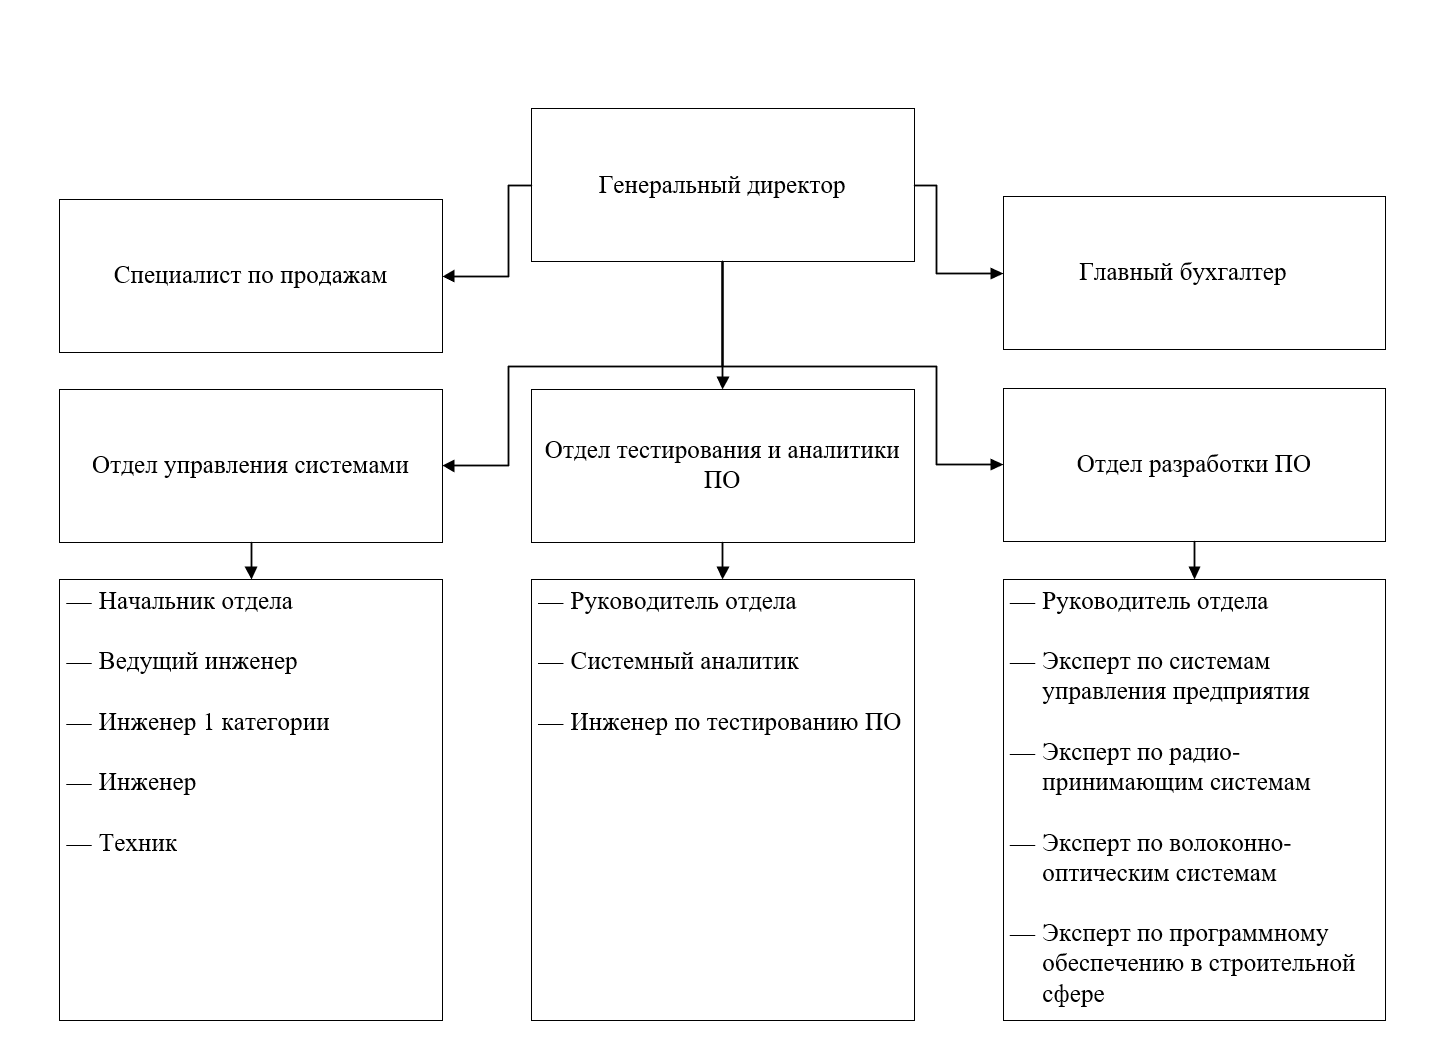 Генеральный директор
Специалист по продажам
Главный бухгалтер
Отдел управления системами
Отдел тестирования и аналитики
ПО
Отдел разработки ПО
— Начальник отдела
— Ведущий инженер
— Инженер 1 категории
— Инженер
— Техник
— Руководитель отдела
— Системный аналитик
— Инженер по тестированию ПО
— Руководитель отдела
— Эксперт по системам
управления предприятия
— Эксперт по радио-
принимающим системам
— Эксперт по волоконно-
оптическим системам
— Эксперт по программному
обеспечению в строительной
сфере